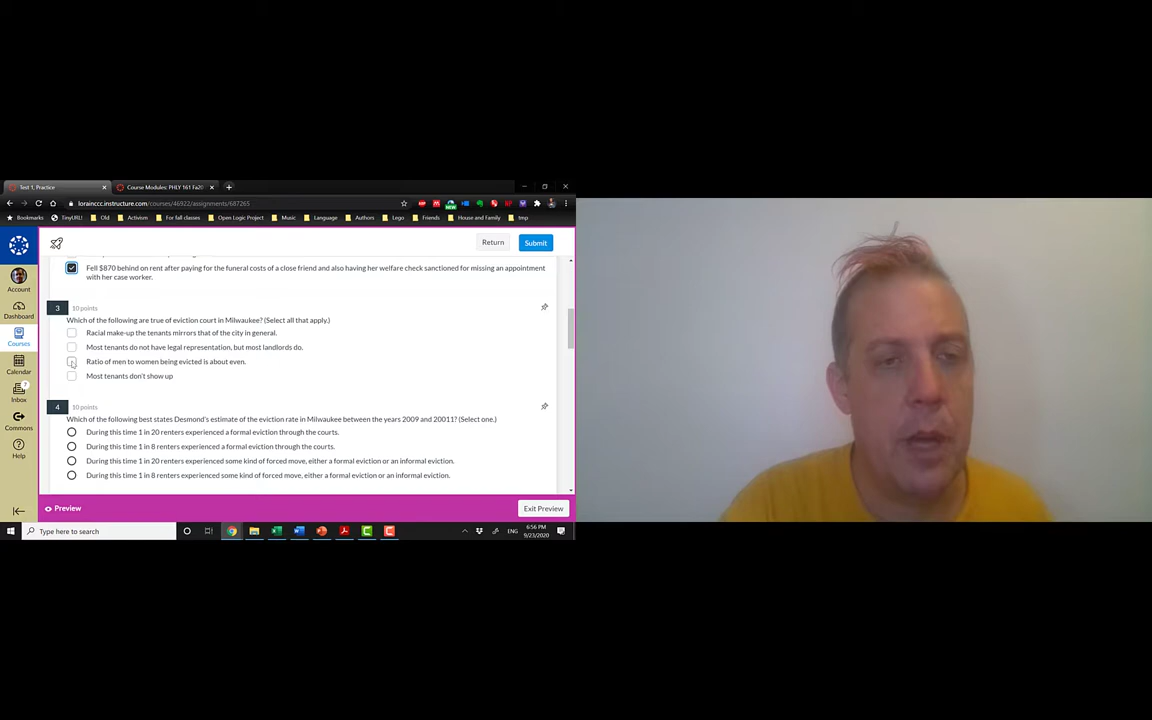 Test 1, Practice
Course Modules: PHLY 161 Fa20
lorainccc.instructure.com/courses/46922/assignments/687265
NEW
Bookmarks TinyURL! Old Activism For fall classes Open Logic Project Music Language Authors Lego Friends House and Family tmp
Return Submit
Account
Dashboard
Courses
Calendar
7
Inbox
Commons
Help
Fell $870 behind on rent after paying for the funeral costs of a close friend and also having her welfare check sanctioned for missing an appointment
with her case worker.
3 10 points
Which of the following are true of eviction court in Milwaukee? (Select all that apply.)
Racial make-up the tenants mirrors that of the city in general.
Most tenants do not have legal representation, but most landlords do.
Ratio of men to women being evicted is about even.
Most tenants don't show up
4 10 points
Which of the following best states Desmond's estimate of the eviction rate in Milwaukee between the years 2009 and 20011? (Select one.)
During this time 1 in 20 renters experienced a formal eviction through the courts.
During this time 1 in 8 renters experienced a formal eviction through the courts.
During this time 1 in 20 renters experienced some kind of forced move, either a formal eviction or an informal eviction.
During this time 1 in 8 renters experienced some kind of forced move, either a formal eviction or an informal eviction.
Preview Exit Preview
Type here to search
ENG
6:56 PM
9/23/2020